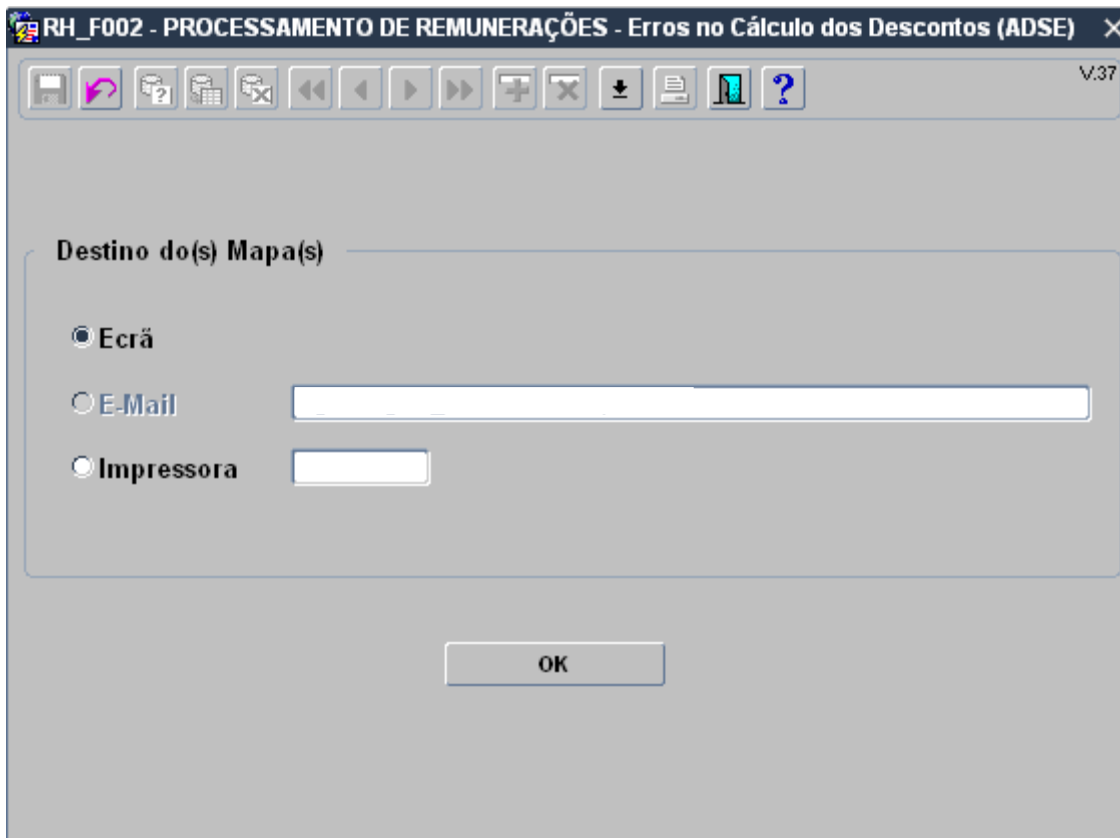 RH_F002 - PROCESSAMENTO DE REMUNERAÇÕES - Erros no Cálculo dos Descontos (ADSE)
V.37
Destino do(s) Mapa(s)
Ecrã
E-Mail
Impressora
OK